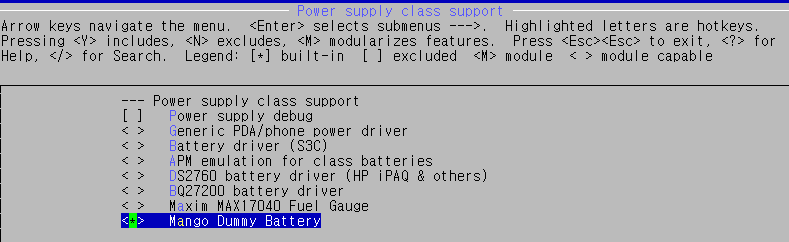 Power supply class support
Arrow keys navigate the menu.  <Enter> selects submenus --->.  Highlighted letters are hotkeys.
Pressing <Y> includes, <N> excludes, <M> modularizes features.  Press <Esc><Esc> to exit, <?> for
Help, </> for Search.  Legend: [*] built-in  [ ] excluded  <M> module  < > module capable
--- Power supply class support
[ ]   Power supply debug
< >   Generic PDA/phone power driver
< >   Battery driver (S3C)
< >   APM emulation for class batteries
< >   DS2760 battery driver (HP iPAQ & others)
< >   BQ27200 battery driver
< >   Maxim MAX17040 Fuel Gauge
<*>   Mango Dummy Battery